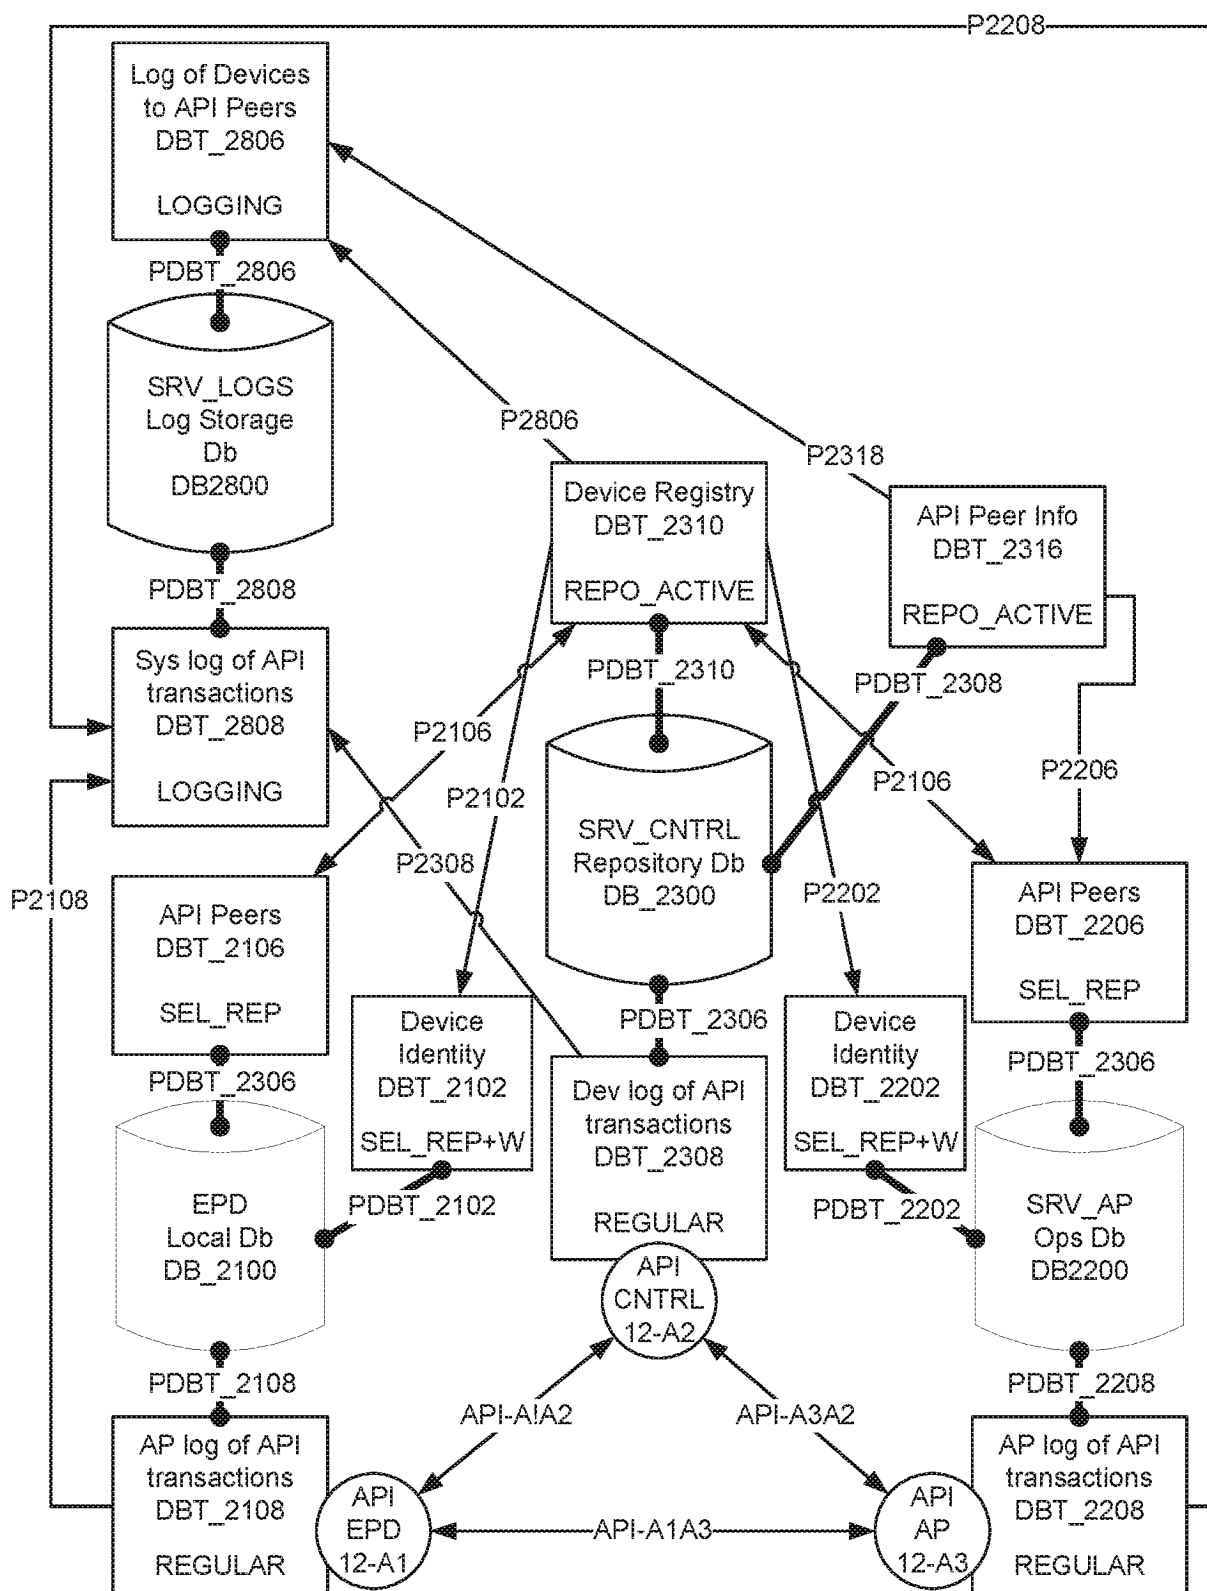 P2208
Log of Devices
to API Peers
DBT_2806
LOGGING
PDBT_2806
SRV_LOGS
Log Storage
Db
DB2800
PDBT_2808
Sys log of API
transactions
DBT_2808
LOGGING
P2806
P2318
Device Registry
DBT_2310
REPO_ACTIVE
API Peer Info
DBT_2316
REPO_ACTIVE
PDBT_2310
PDBT_2308
P2106
P2102
P2308
P2108
SRV_CNTRL
Repository Db
DB_2300
P2106
P2206
P2202
API Peers
DBT_2106
SEL_REP
API Peers
DBT_2206
SEL_REP
PDBT_2306
Device
Identity
DBT_2102
SEL_REP+W
PDBT_2306
Dev log of API
transactions
DBT_2308
REGULAR
Device
Identity
DBT_2202
SEL_REP+W
PDBT_2306
PDBT_2102
PDBT_2202
EPD
Local Db
DB_2100
SRV_AP
Ops Db
DB2200
API
CNTRL
12-A2
PDBT_2108
PDBT_2208
API-A!A2
API-A3A2
AP log of API
transactions
DBT_2108
REGULAR
API
EPD
12-A1
API-A1A3
API
AP
12-A3
AP log of API
transactions
DBT_2208
REGULAR